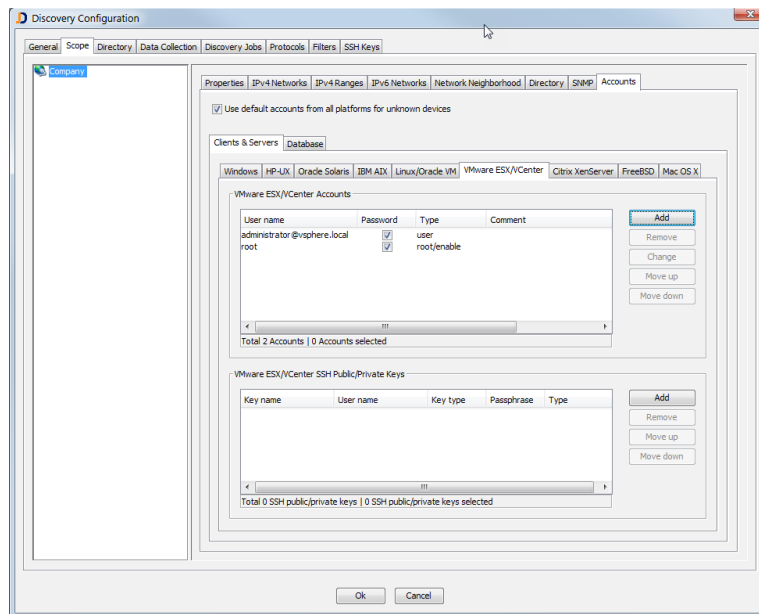 Discovery Configuration
General Scope Directory Data Collection Discovery Jobs Protocols Filters SSH Keys
Company
Properties IPv4 Networks IPv4 Ranges IPv6 Networks Network Neighborhood Directory SNMP Accounts
Use default accounts from all platforms for unknown devices
Clients & Servers Database
Windows HP-UX Oracle Solaris IBM AIX Linux/Oracle VM VMware ESX/VCenter Citrix XenServer FreeBSD Mac OS X
VMware ESX/VCenter Accounts
User name Password Type Comment
administrator@vsphere.local user
root root/enable
Add
Remove
Change
Move up
Move down
Total 2 Accounts | 0 Accounts selected
VMware ESX/VCenter SSH Public/Private Keys
Key name User name Key type Passphrase Type
Add
Remove
Move up
Move down
Total 0 SSH public/private keys | 0 SSH public/private keys selected
Ok Cancel